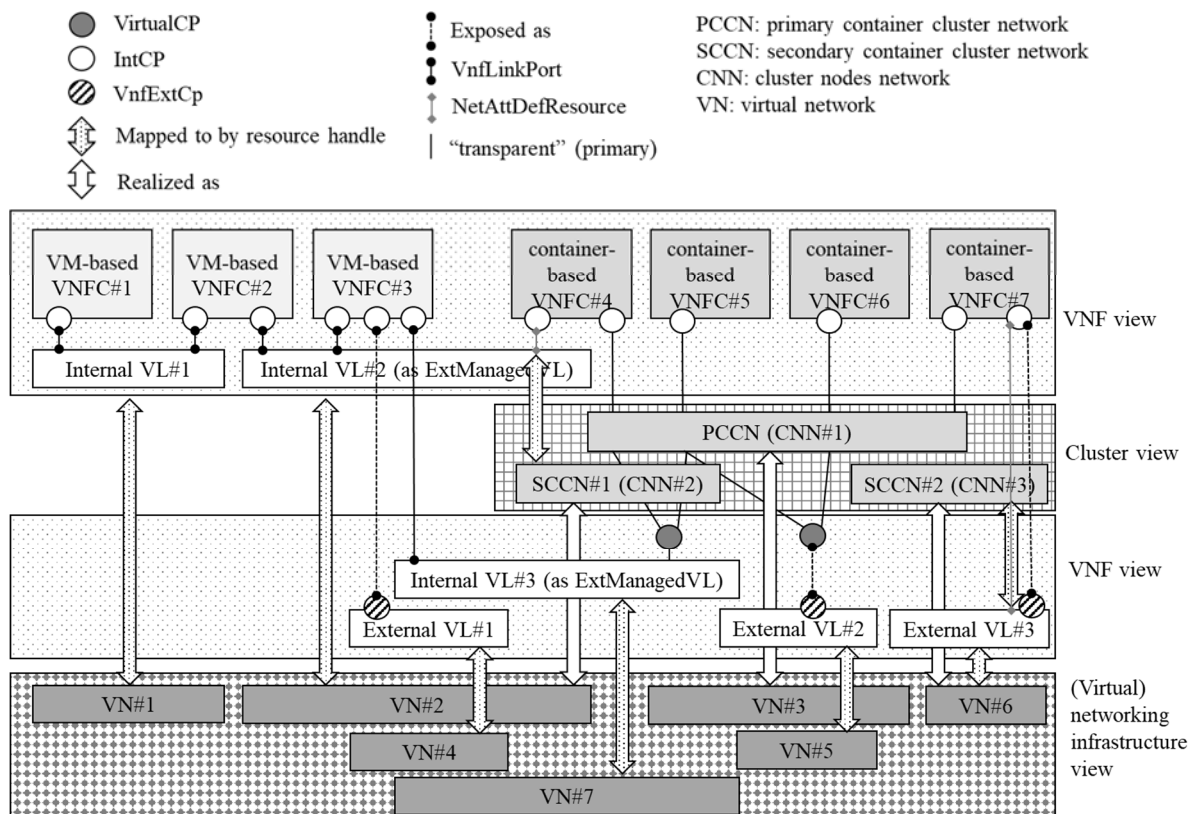 VirtualCP
IntCP
VnfExtCp
Mapped to by resource handle
Realized as
Exposed as
VnfLinkPort
NetAttDefResource
“transparent” (primary)
PCCN: primary container cluster network
SCCN: secondary container cluster network
CNN: cluster nodes network
VN: virtual network
VM-based
VNFC#1
VM-based
VNFC#2
VM-based
VNFC#3
container-
based
VNFC#4
container-
based
VNFC#5
container-
based
VNFC#6
container-
based
VNFC#7
VNF view
Internal VL#1
Internal VL#2 (as ExtManagedVL)
PCCN (CNN#1)
Cluster view
SCCN#1 (CNN#2)
SCCN#2 (CNN#3)
VNF view
Internal VL#3 (as ExtManagedVL)
External VL#1
External VL#2
External VL#3
VN#1
VN#2
VN#3
VN#6
(Virtual)
networking
infrastructure
view
VN#4
VN#5
VN#7